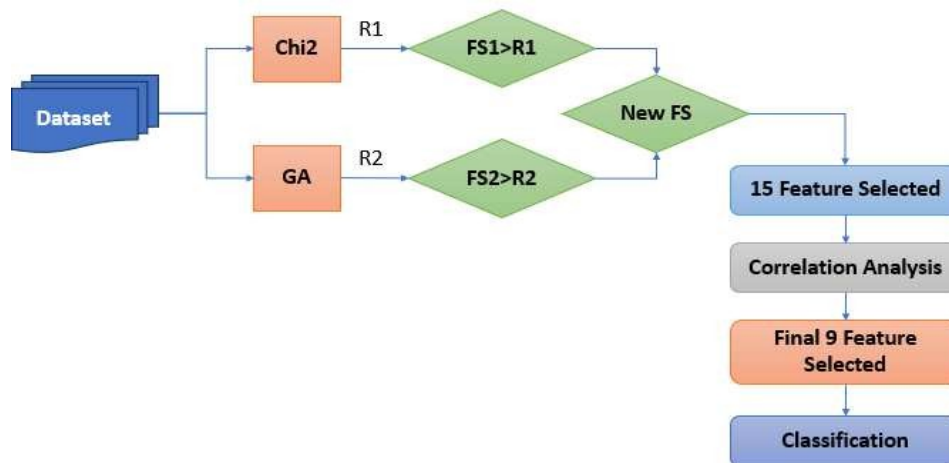 Dataset
Chi2
R1
FS1>R1
GA
R2
FS2>R2
New FS
15 Feature Selected
Correlation Analysis
Final 9 Feature
Selected
Classification